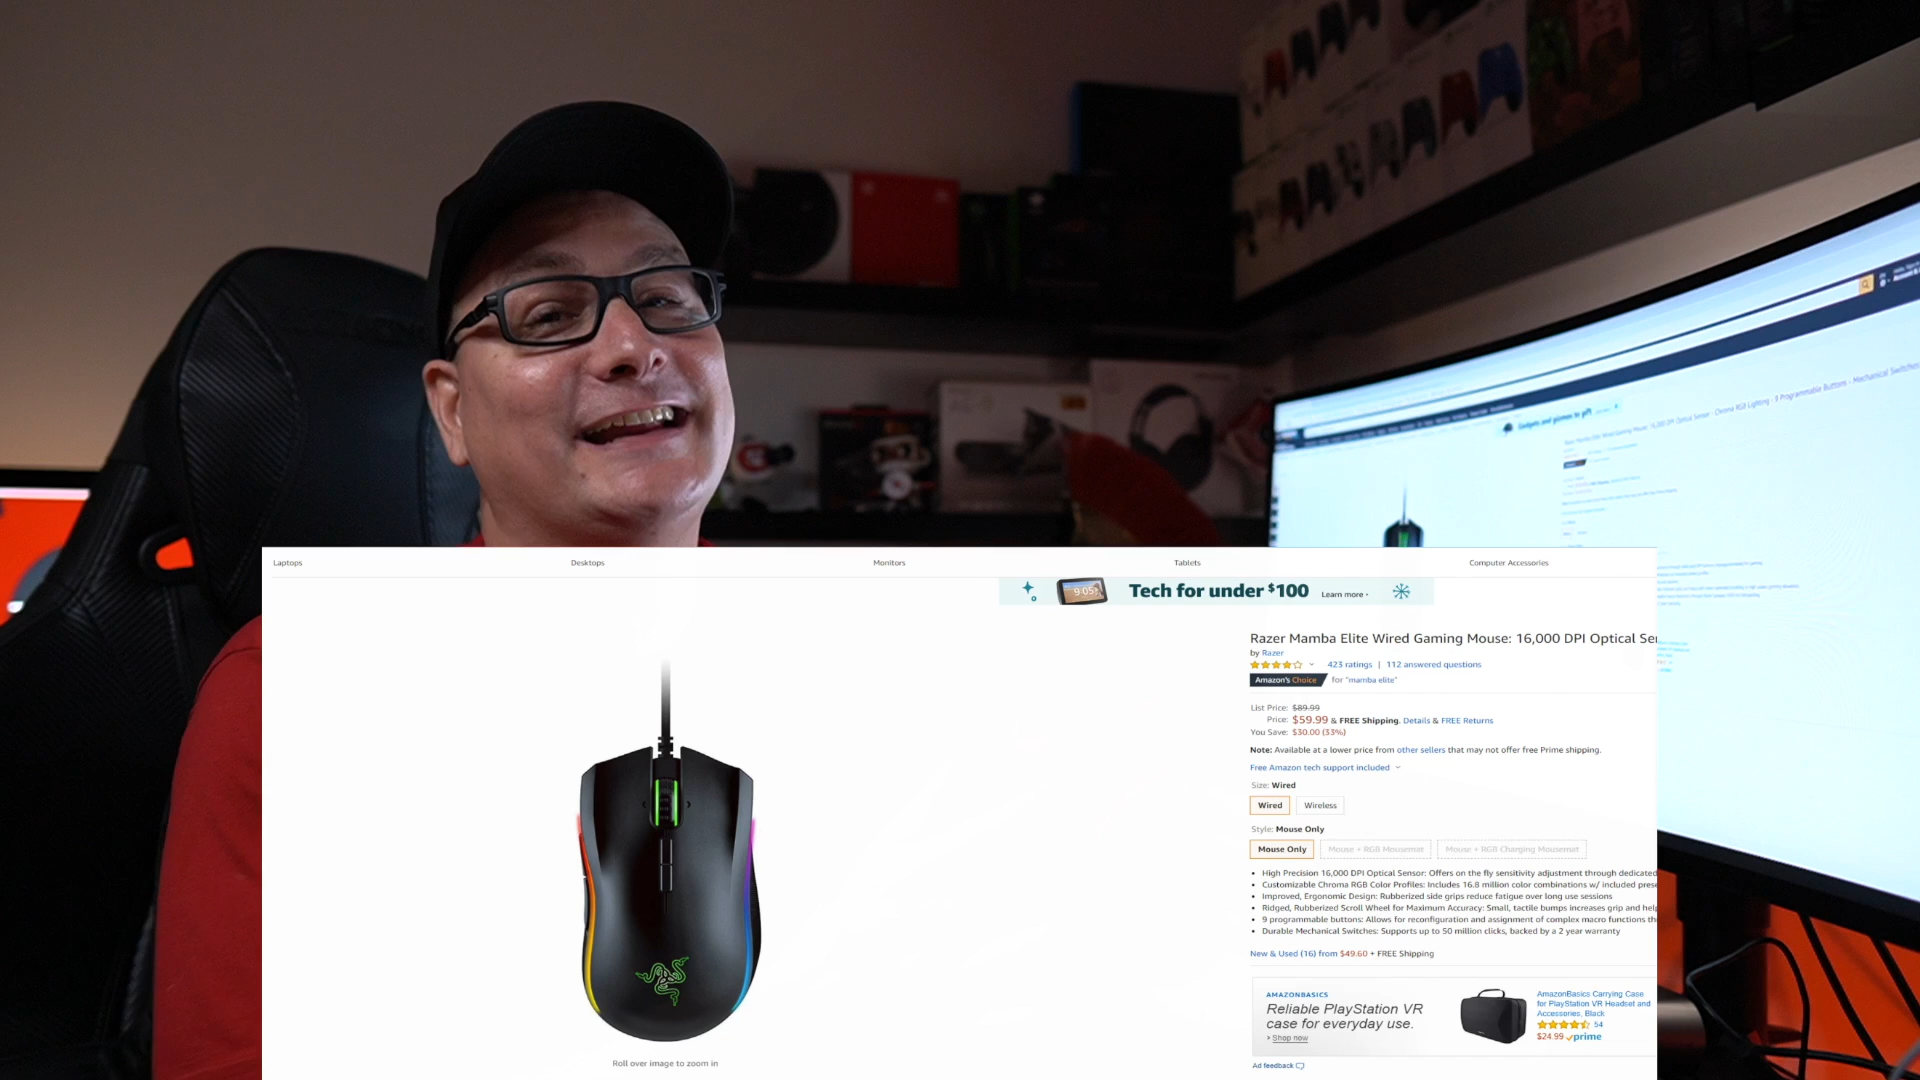 Gadgets and gizmos to gift
Laptops Desktops Monitors Tablets Computer Accessories
9:05
Tech for under $100 Learn more ›
Razer Mamba Elite Wired Gaming Mouse: 16,000 DPI Optical
by Razer
423 ratings | 112 answered questions
Amazon's Choice for "mamba elite"
List Price: $89.99
Price: $59.99 & FREE Shipping. Details & FREE Returns
You Save: $30.00 (33%)
Note: Available at a lower price from other sellers that may not offer free Prime shipping.
Free Amazon tech support included
Size: Wired
Wired Wireless
Style: Mouse Only
Mouse Only Mouse + RGB Mousemat Mouse + RGB Charging Mousemat
• High Precision 16,000 DPI Optical Sensor: Offers on the fly sensitivity adjustment through dedicated
• Customizable Chroma RGB Color Profiles: Includes 16.8 million color combinations w/ included
• Improved, Ergonomic Design: Rubberized side grips reduce fatigue over long use sessions
• Ridged, Rubberized Scroll Wheel for Maximum Accuracy: Small, tactile bumps increases grip and
• 9 programmable buttons: Allows for reconfiguration and assignment of complex macro functions
• Durable Mechanical Switches: Supports up to 50 million clicks, backed by a 2 year warranty
New & Used (16) from $49.60 + FREE Shipping
AMAZONBASICS
Reliable PlayStation VR
case for everyday use.
› Shop now
AmazonBasics Carrying Case
for PlayStation VR Headset and
Accessories, Black
54
$24.99 prime
Roll over image to zoom in
Ad feedback